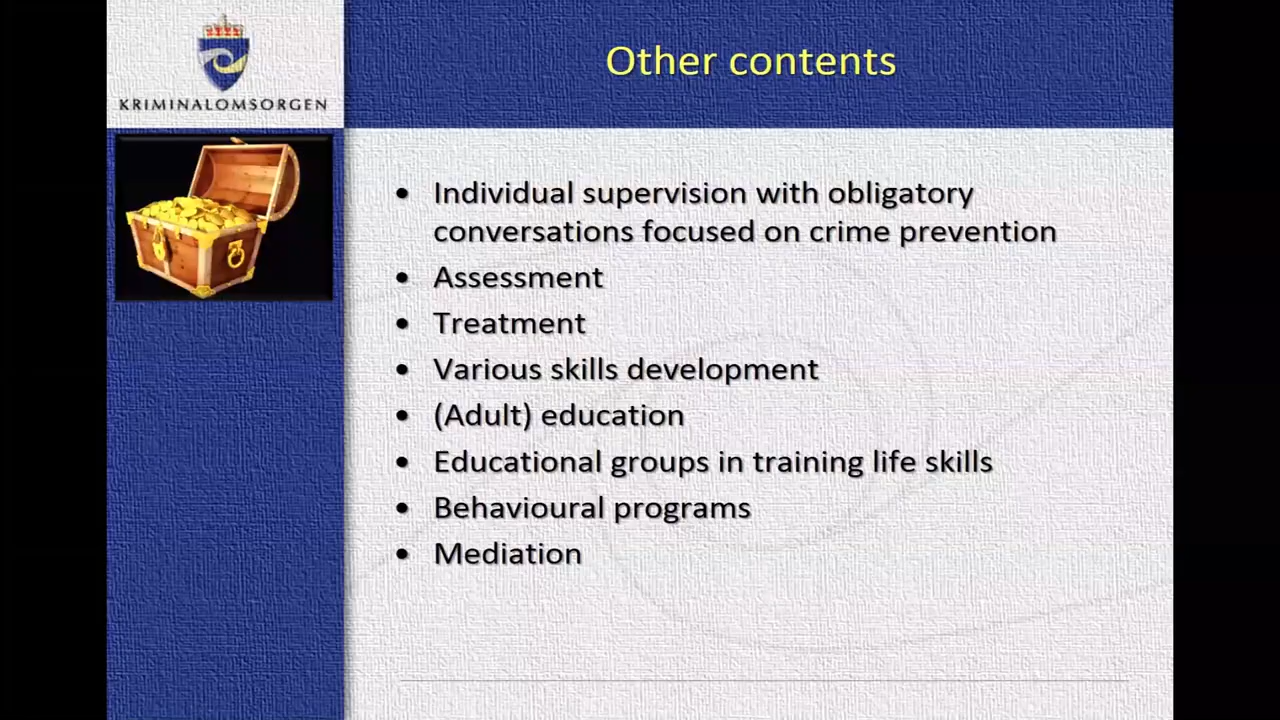 KRIMINALOMSORGEN
Other contents
• Individual supervision with obligatory
conversations focused on crime prevention
• Assessment
• Treatment
• Various skills development
• (Adult) education
• Educational groups in training life skills
• Behavioural programs
• Mediation